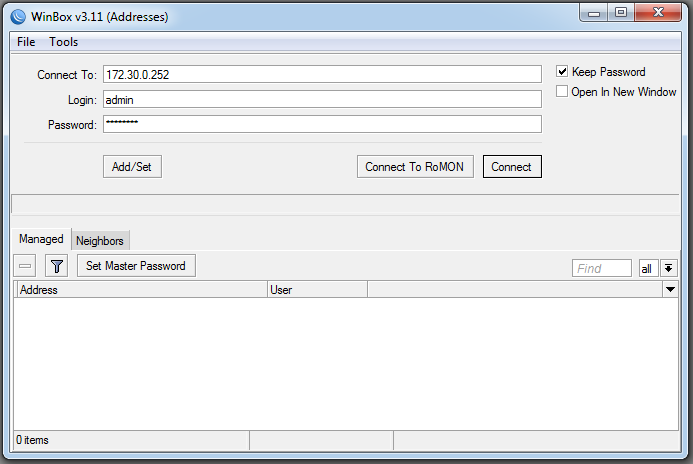 WinBox v3.11 (Addresses)
File Tools
Connect To: 172.30.0.252
Keep Password
Login: admin
Open In New Window
Password: ********
Add/Set Connect To RoMON Connect
Managed Neighbors
Set Master Password Find all
Address User
0 items